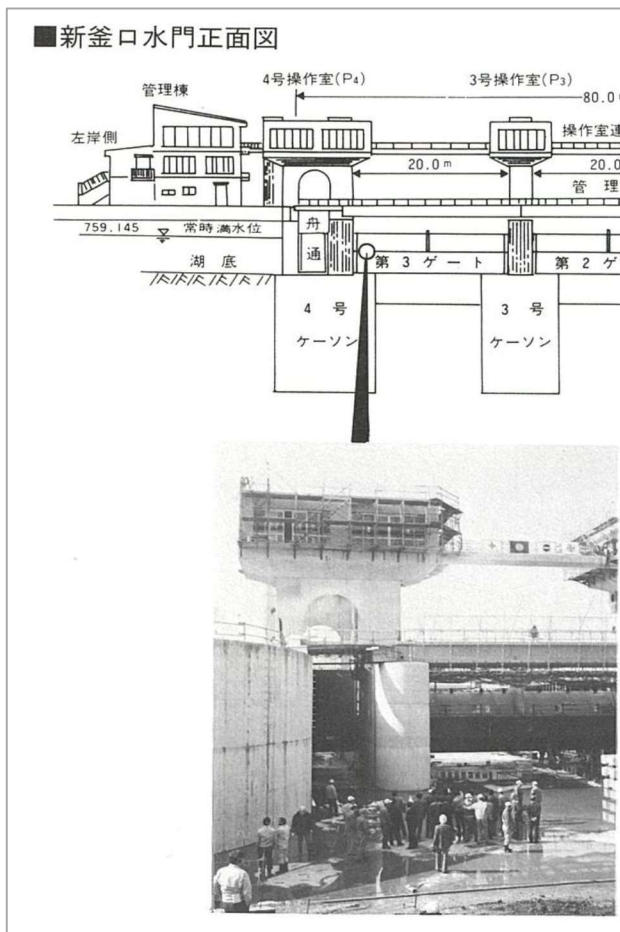 ■新釜口水門正面図
4号操作室(P4)
3号操作室(P3)
管理棟
80.0
左岸側
操作室連
20.0m
20.0
管理
759.145
常時満水位
舟通
湖底
第3ゲート
第2ゲ
4号
ケーソン
3号
ケーソン